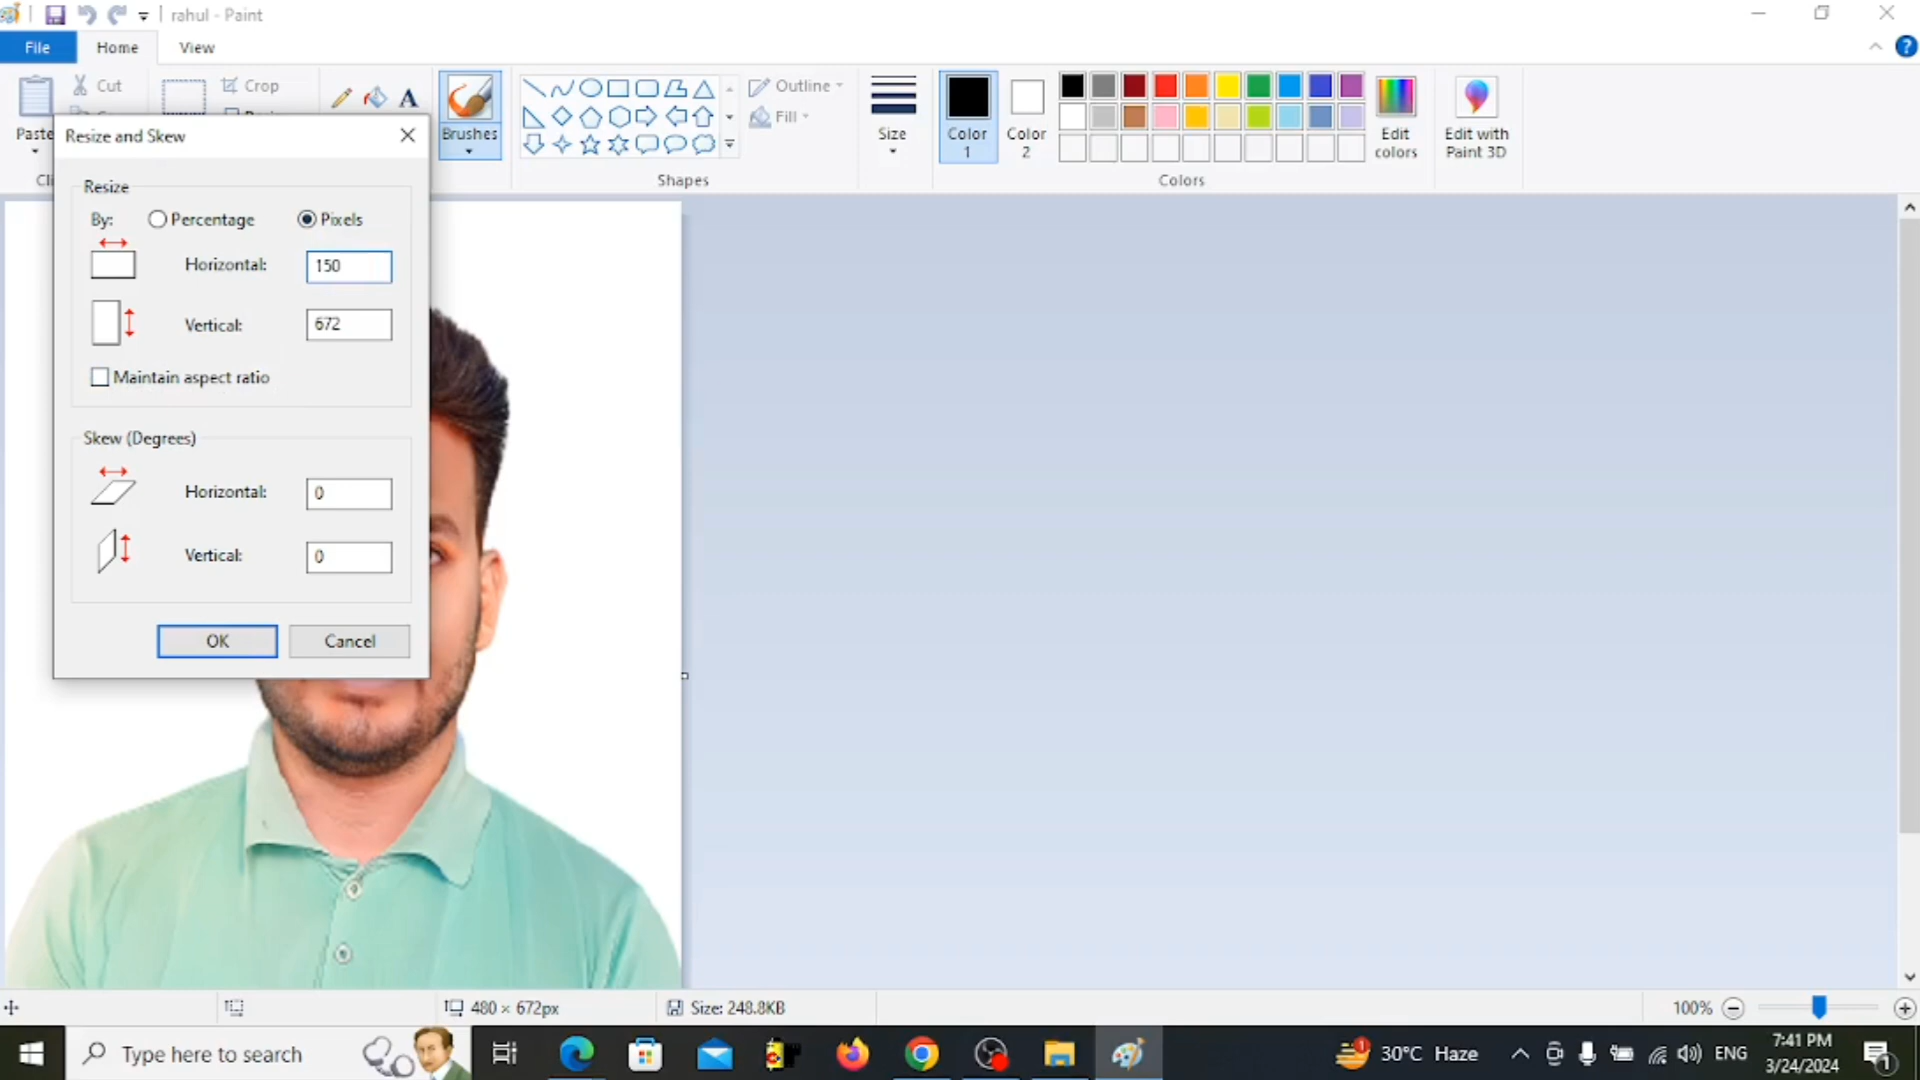 rahul - Paint
File
Home
View
Paste
Cut
Crop
Brushes
Outline
Fill
Shapes
Size
Color
1
Color
2
Colors
Edit
colors
Edit with
Paint 3D
Resize and Skew
Resize
By:
Percentage
Pixels
Horizontal:
150
Vertical:
672
Maintain aspect ratio
Skew (Degrees)
Horizontal:
0
Vertical:
0
OK
Cancel
480 × 672px
Size: 248.8KB
100%
Type here to search
1
30°C Haze
ENG
7:41 PM
3/24/2024
1